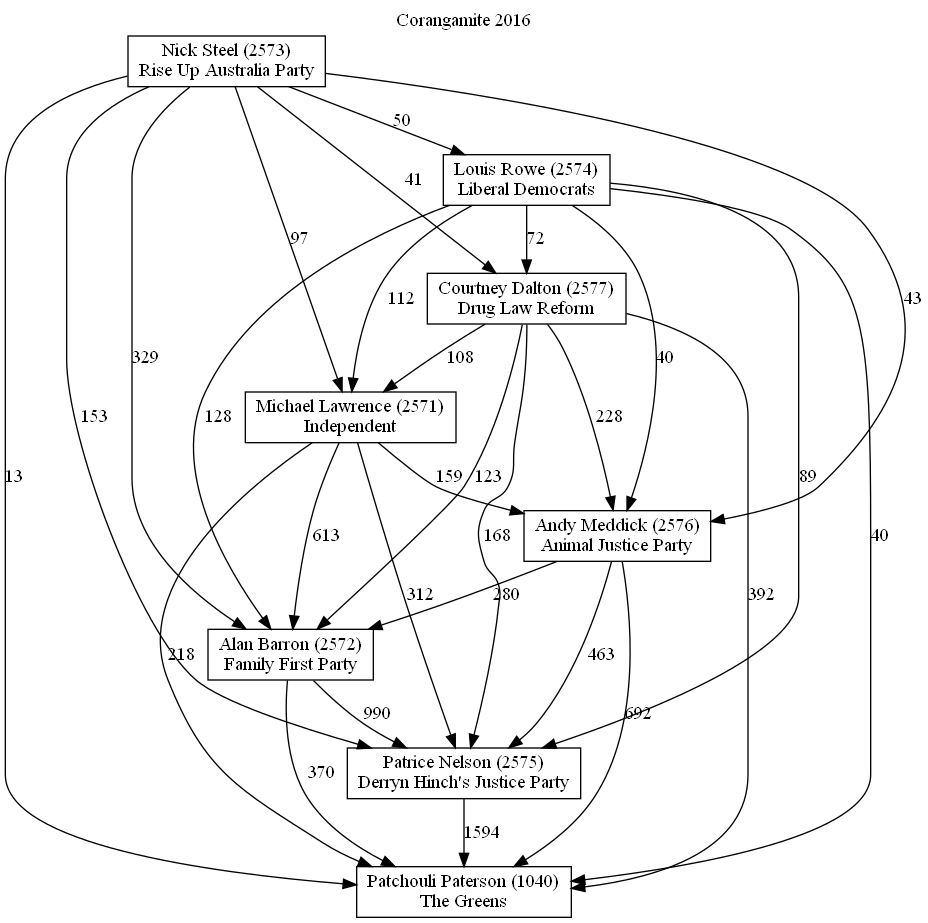 Corangamite 2016
Nick Steel (2573)
Rise Up Australia Party
50
Louis Rowe (2574)
Liberal Democrats
41
97
72
Courtney Dalton (2577)
Drug Law Reform
112
43
329
108
40
Michael Lawrence (2571)
Independent
153
128
228
13
159
123
89
Andy Meddick (2576)
Animal Justice Party
613
168
40
312
280
392
Alan Barron (2572)
Family First Party
218
463
990
692
Patrice Nelson (2575)
Derryn Hinch's Justice Party
370
1594
Patchouli Paterson (1040)
The Greens